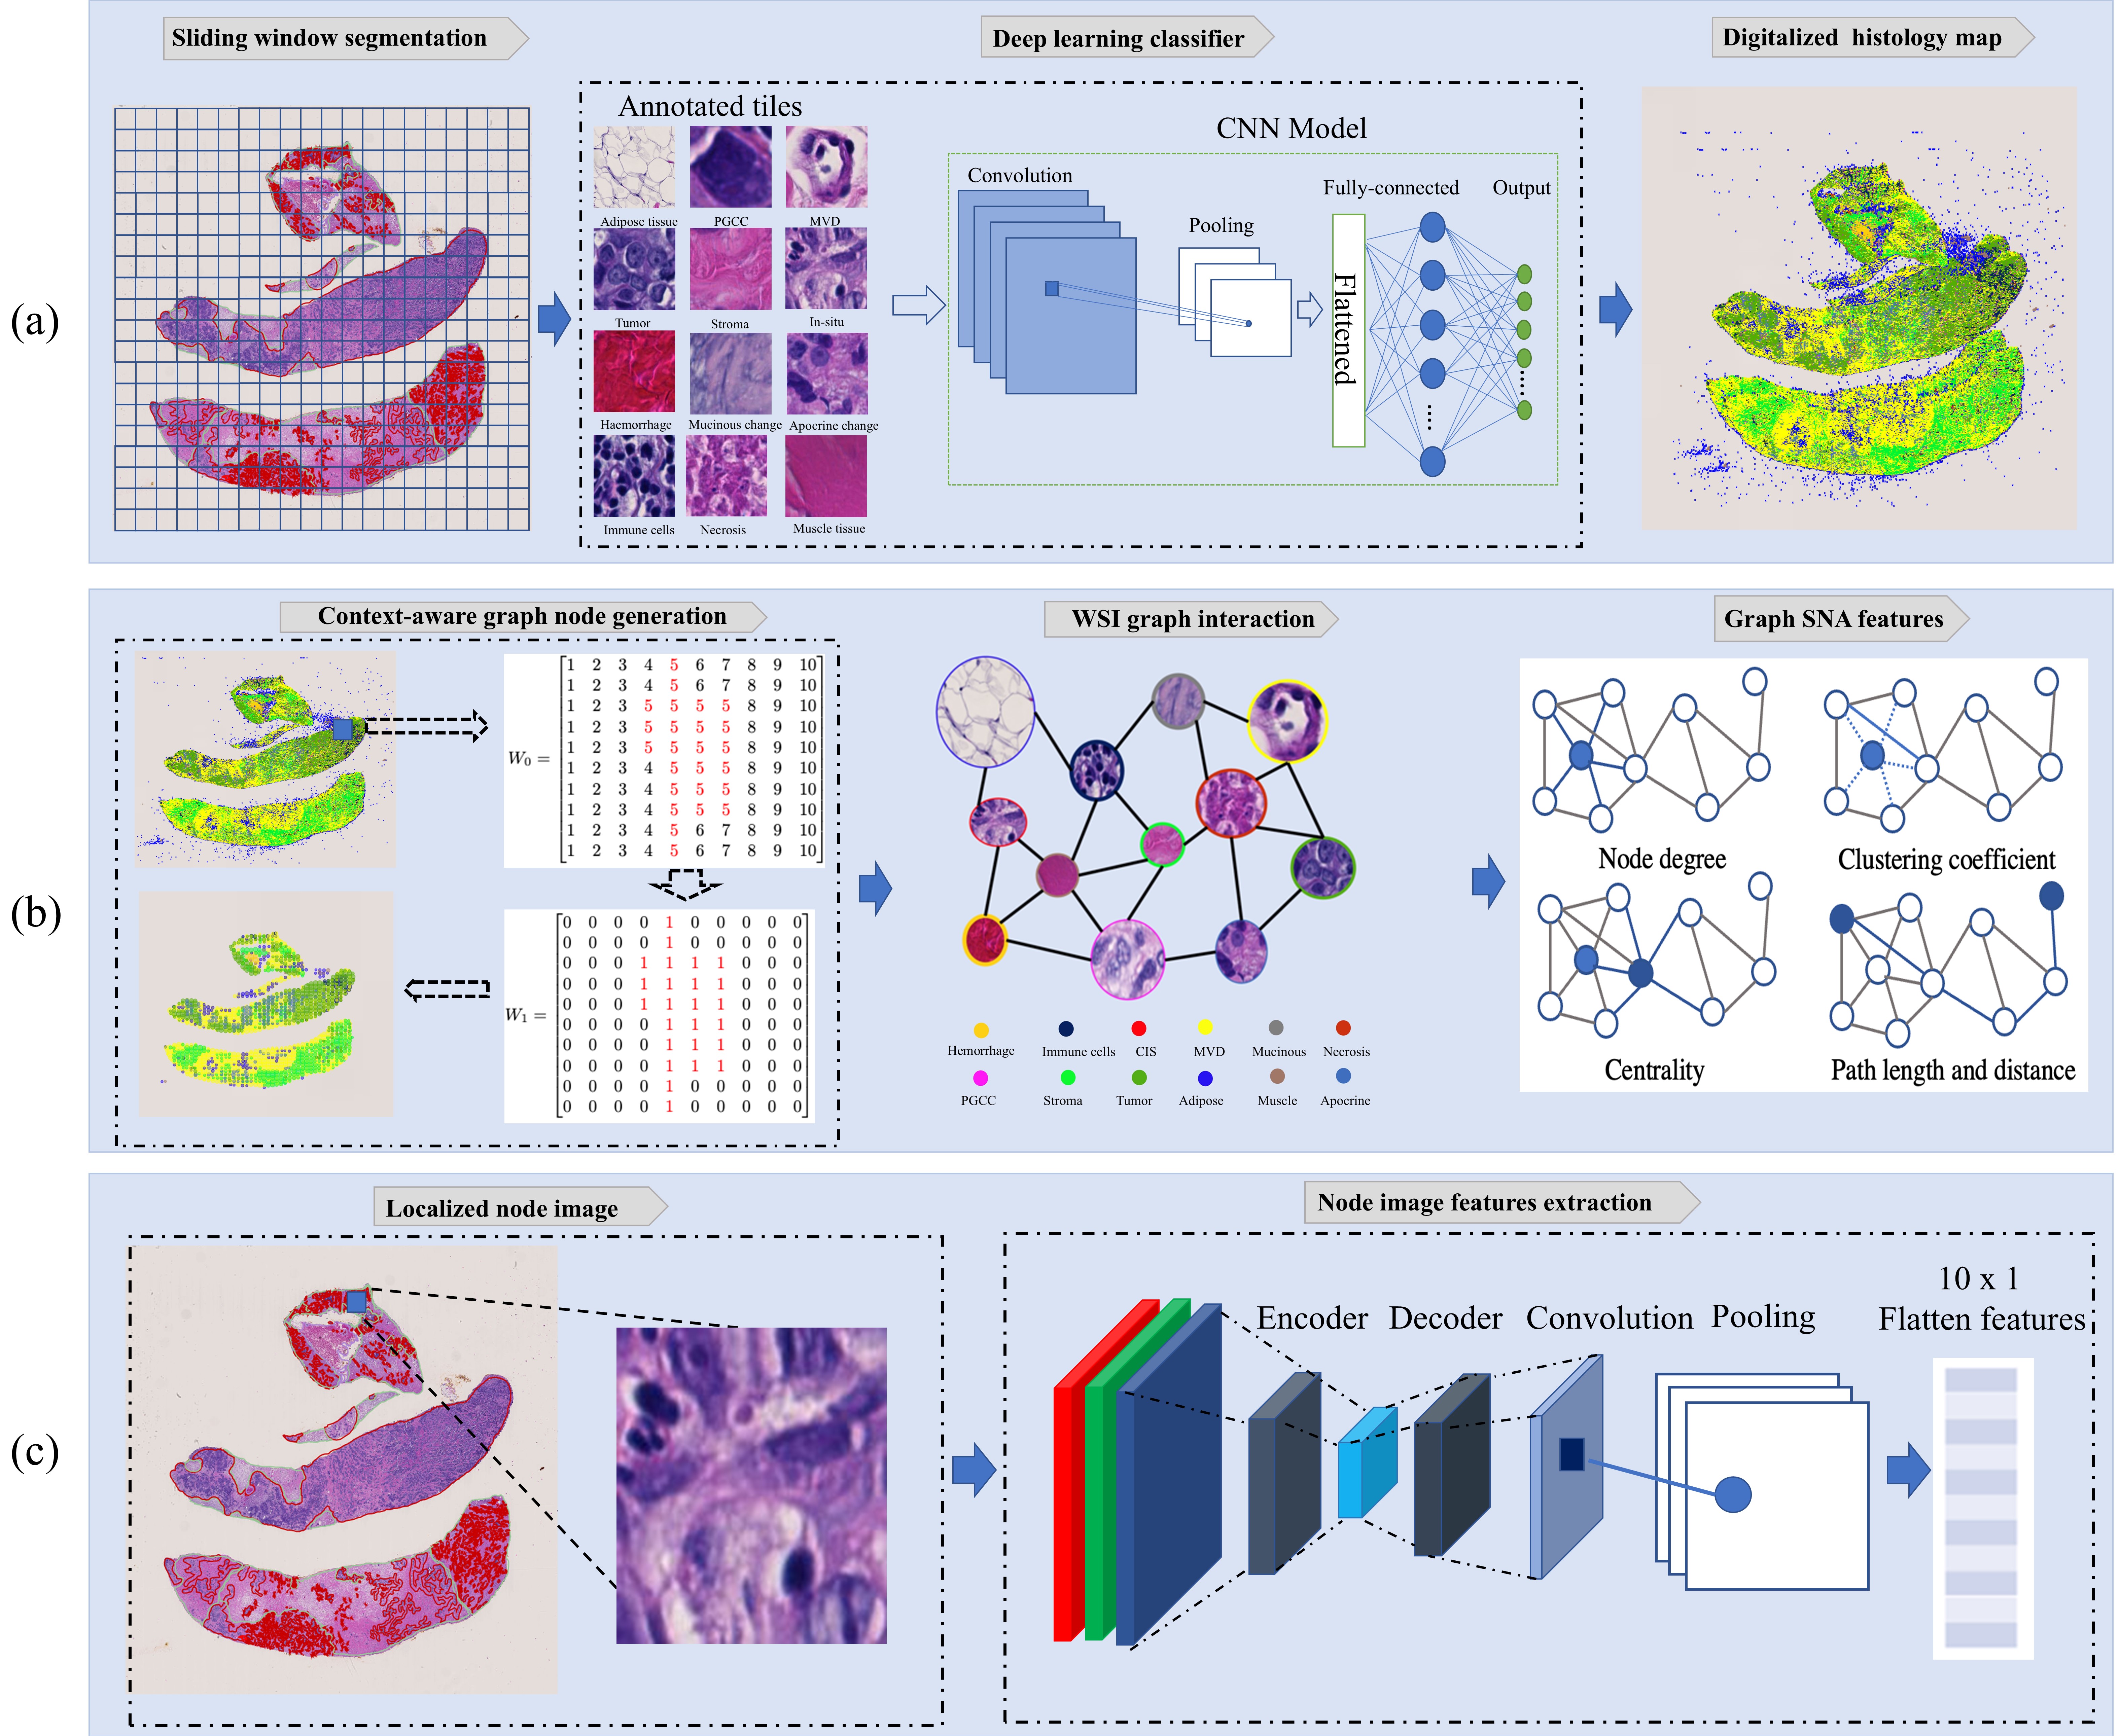 (a)
Sliding window segmentation
Deep learning classifier
Digitalized histology map
Annotated tiles
Adipose tissue PGCC MVD
Tumor Stroma In-situ
Haemorrhage Mucinous change Apocrine change
Immune cells Necrosis Muscle tissue
CNN Model
Convolution
Pooling
Fully-connected
Output
Flattened
(b)
Context-aware graph node generation
WSI graph interaction
Graph SNA features
W0 =
1 2 3 4 5 6 7 8 9 10
1 2 3 4 5 6 7 8 9 10
1 2 3 5 5 5 5 8 9 10
1 2 3 5 5 5 5 8 9 10
1 2 3 5 5 5 5 8 9 10
1 2 3 4 5 5 5 8 9 10
1 2 3 4 5 5 5 8 9 10
1 2 3 4 5 5 5 8 9 10
1 2 3 4 5 6 7 8 9 10
1 2 3 4 5 6 7 8 9 10
W1 =
0 0 0 0 1 0 0 0 0 0
0 0 0 0 1 0 0 0 0 0
0 0 0 1 1 1 1 0 0 0
0 0 0 1 1 1 1 0 0 0
0 0 0 1 1 1 1 0 0 0
0 0 0 0 1 1 1 0 0 0
0 0 0 0 1 1 1 0 0 0
0 0 0 0 1 1 1 0 0 0
0 0 0 0 1 0 0 0 0 0
0 0 0 0 1 0 0 0 0 0
Hemorrhage Immune cells CIS MVD Mucinous Necrosis
PGCC Stroma Tumor Adipose Muscle Apocrine
Node degree
Clustering coefficient
Centrality
Path length and distance
(c)
Localized node image
Node image features extraction
Encoder
Decoder
Convolution
Pooling
10 x 1
Flatten features